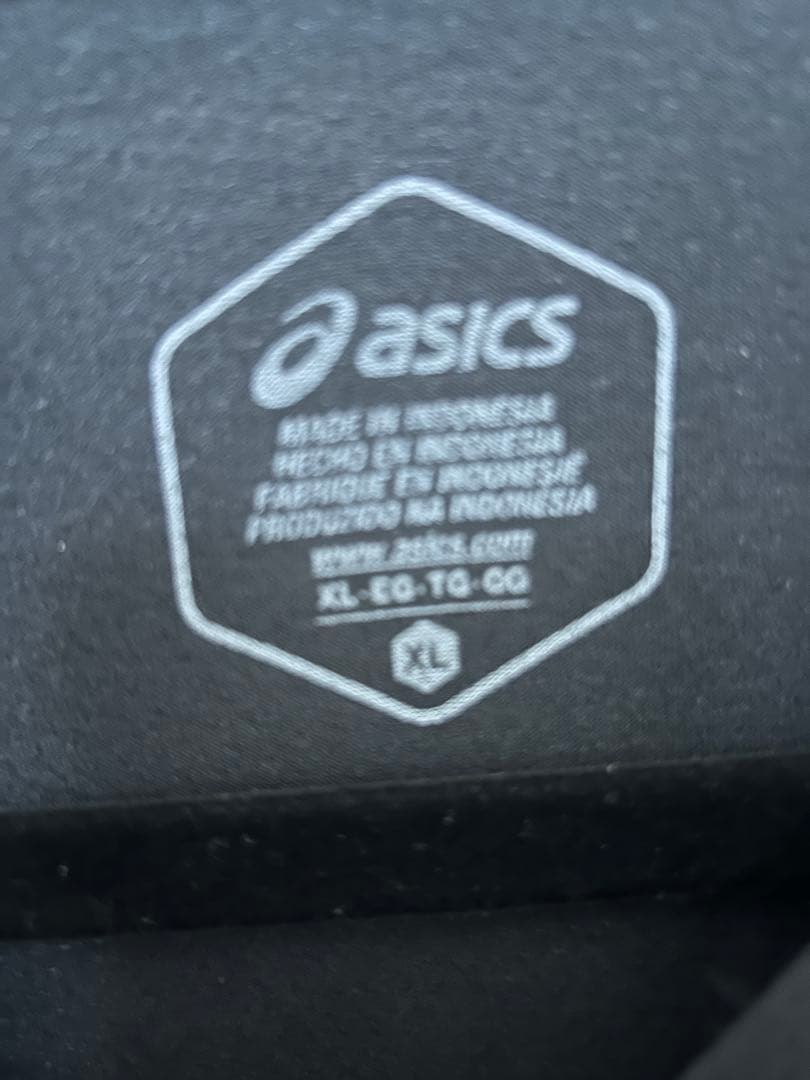 asics
MADE IN INDONESIA
HECHO EN INDONESIA
FABRIQUÉ EN INDONÉSIE
PRODUZIDO NA INDONÉSIA
www.asics.com
XL·EG·TG·GG
XL